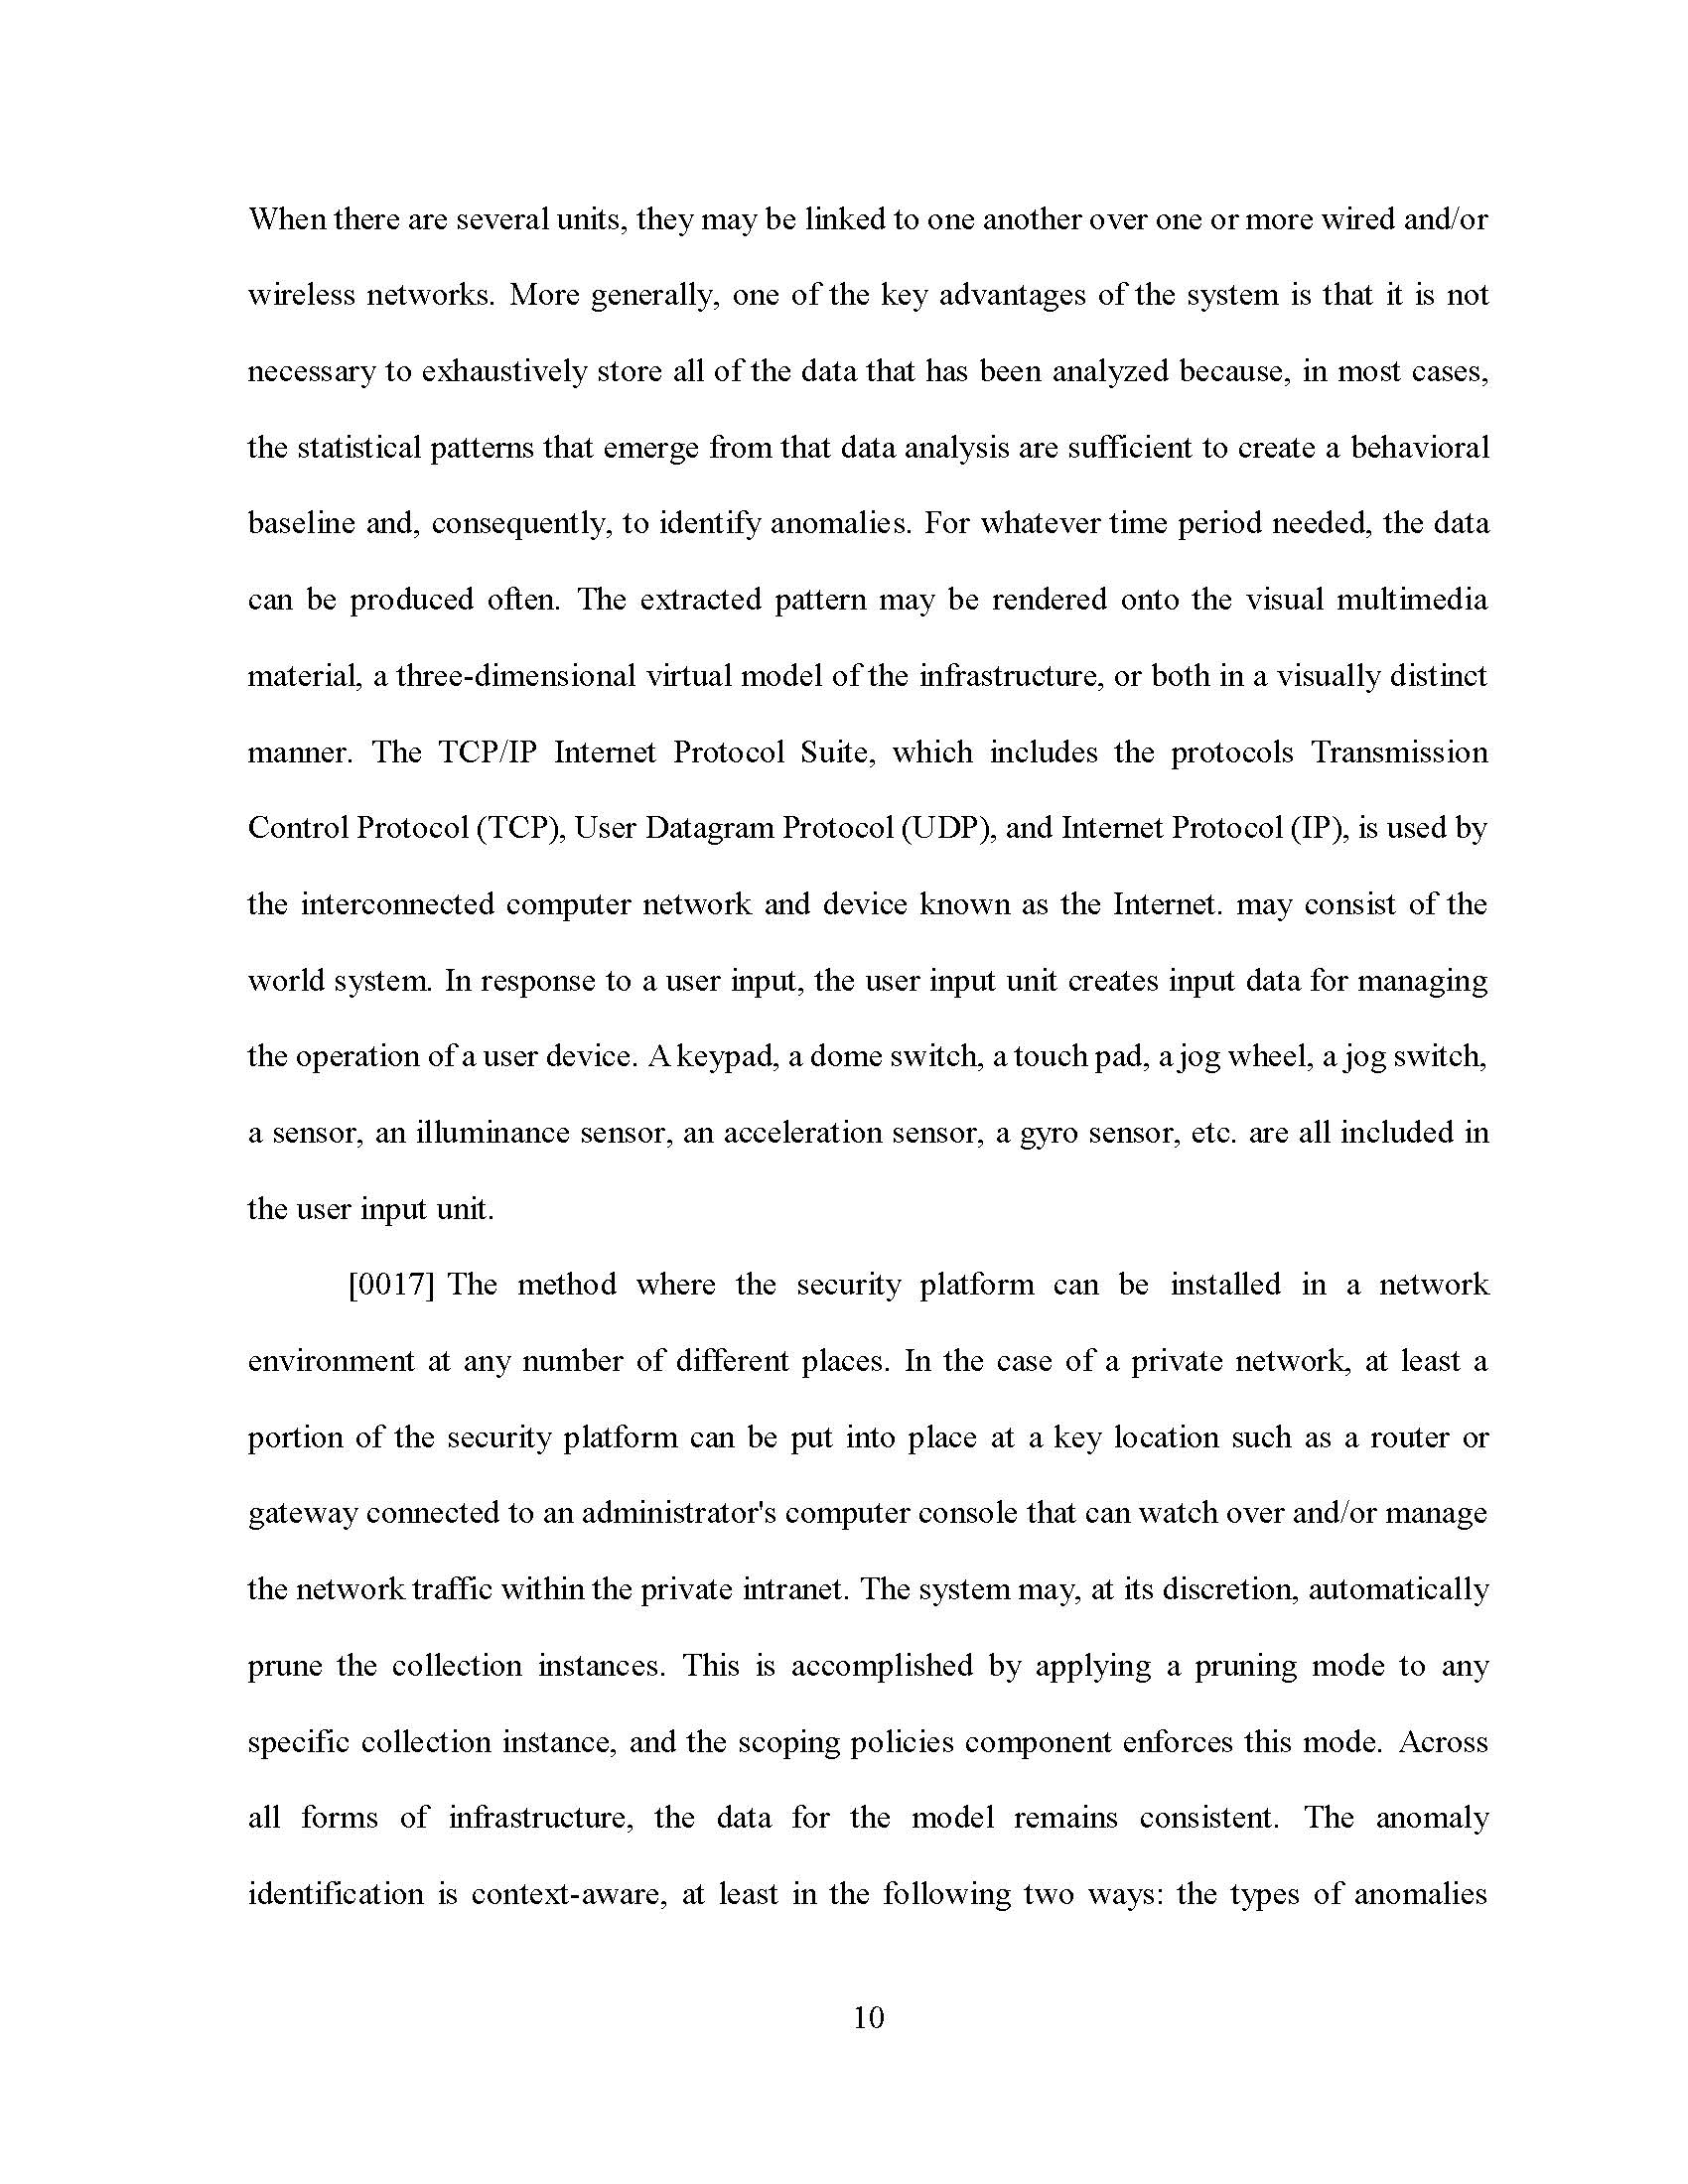 When there are several units, they may be linked to one another over one or more wired and/or
wireless networks. More generally, one of the key advantages of the system is that it is not
necessary to exhaustively store all of the data that has been analyzed because, in most cases,
the statistical patterns that emerge from that data analysis are sufficient to create a behavioral
baseline and, consequently, to identify anomalies. For whatever time period needed, the data
can be produced often. The extracted pattern may be rendered onto the visual multimedia
material, a three-dimensional virtual model of the infrastructure, or both in a visually distinct
manner. The TCP/IP Internet Protocol Suite, which includes the protocols Transmission
Control Protocol (TCP), User Datagram Protocol (UDP), and Internet Protocol (IP), is used by
the interconnected computer network and device known as the Internet. may consist of the
world system. In response to a user input, the user input unit creates input data for managing
the operation of a user device. A keypad, a dome switch, a touch pad, a jog wheel, a jog switch,
a sensor, an illuminance sensor, an acceleration sensor, a gyro sensor, etc. are all included in
the user input unit.
[0017] The method where the security platform can be installed in a network
environment at any number of different places. In the case of a private network, at least a
portion of the security platform can be put into place at a key location such as a router or
gateway connected to an administrator's computer console that can watch over and/or manage
the network traffic within the private intranet. The system may, at its discretion, automatically
prune the collection instances. This is accomplished by applying a pruning mode to any
specific collection instance, and the scoping policies component enforces this mode. Across
all forms of infrastructure, the data for the model remains consistent. The anomaly
identification is context-aware, at least in the following two ways: the types of anomalies
10